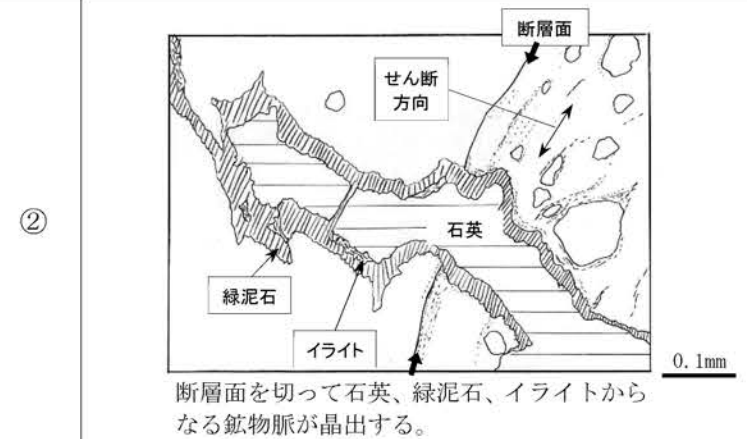 断層面
せん断
方向
②
石英
緑泥石
イライト
0.1mm
断層面を切って石英、緑泥石、イライトから
なる鉱物脈が晶出する。